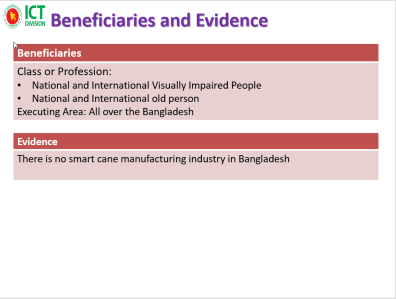 ICT
DIVISION
Beneficiaries and Evidence
Beneficiaries
Class or Profession:
• National and International Visually Impaired People
• National and International old person
Executing Area: All over the Bangladesh
Evidence
There is no smart cane manufacturing industry in Bangladesh